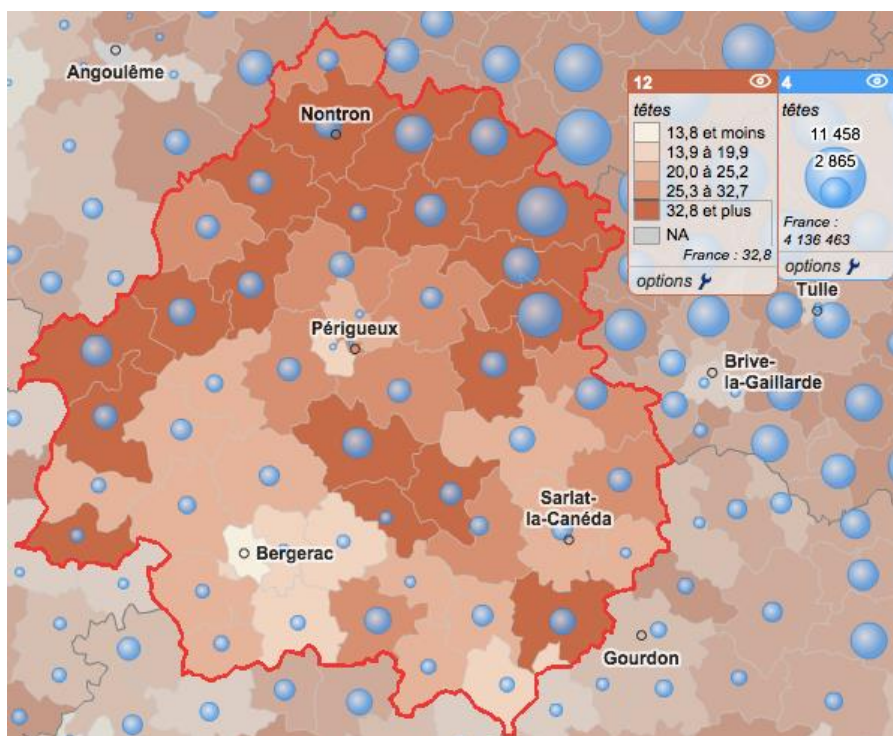 Angoulême
Nontron
12
têtes
13,8 et moins
13,9 à 19,9
20,0 à 25,2
25,3 à 32,7
32,8 et plus
NA
France : 32,8
options
4
têtes
11 458
2 865
France :
4 136 463
options
Tulle
Périgueux
Brive-
la-Gaillarde
Sarlat-
la-Canéda
Bergerac
Gourdon